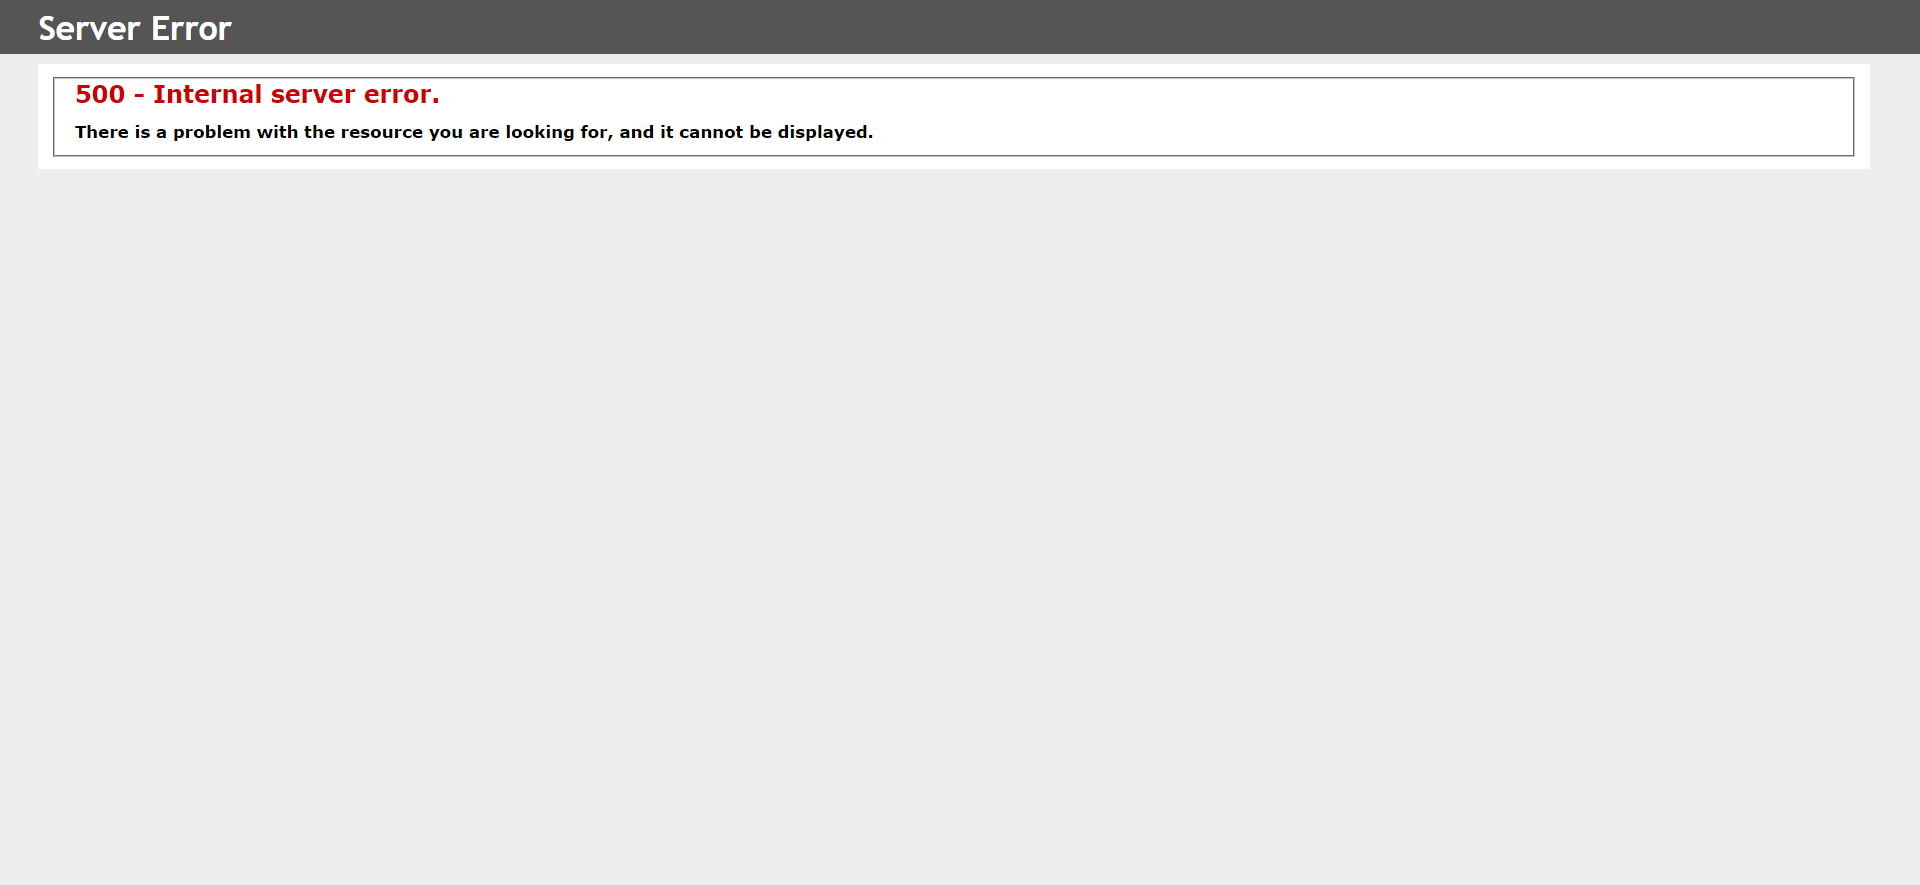 Server Error
500 - Internal server error.
There is a problem with the resource you are looking for, and it cannot be displayed.